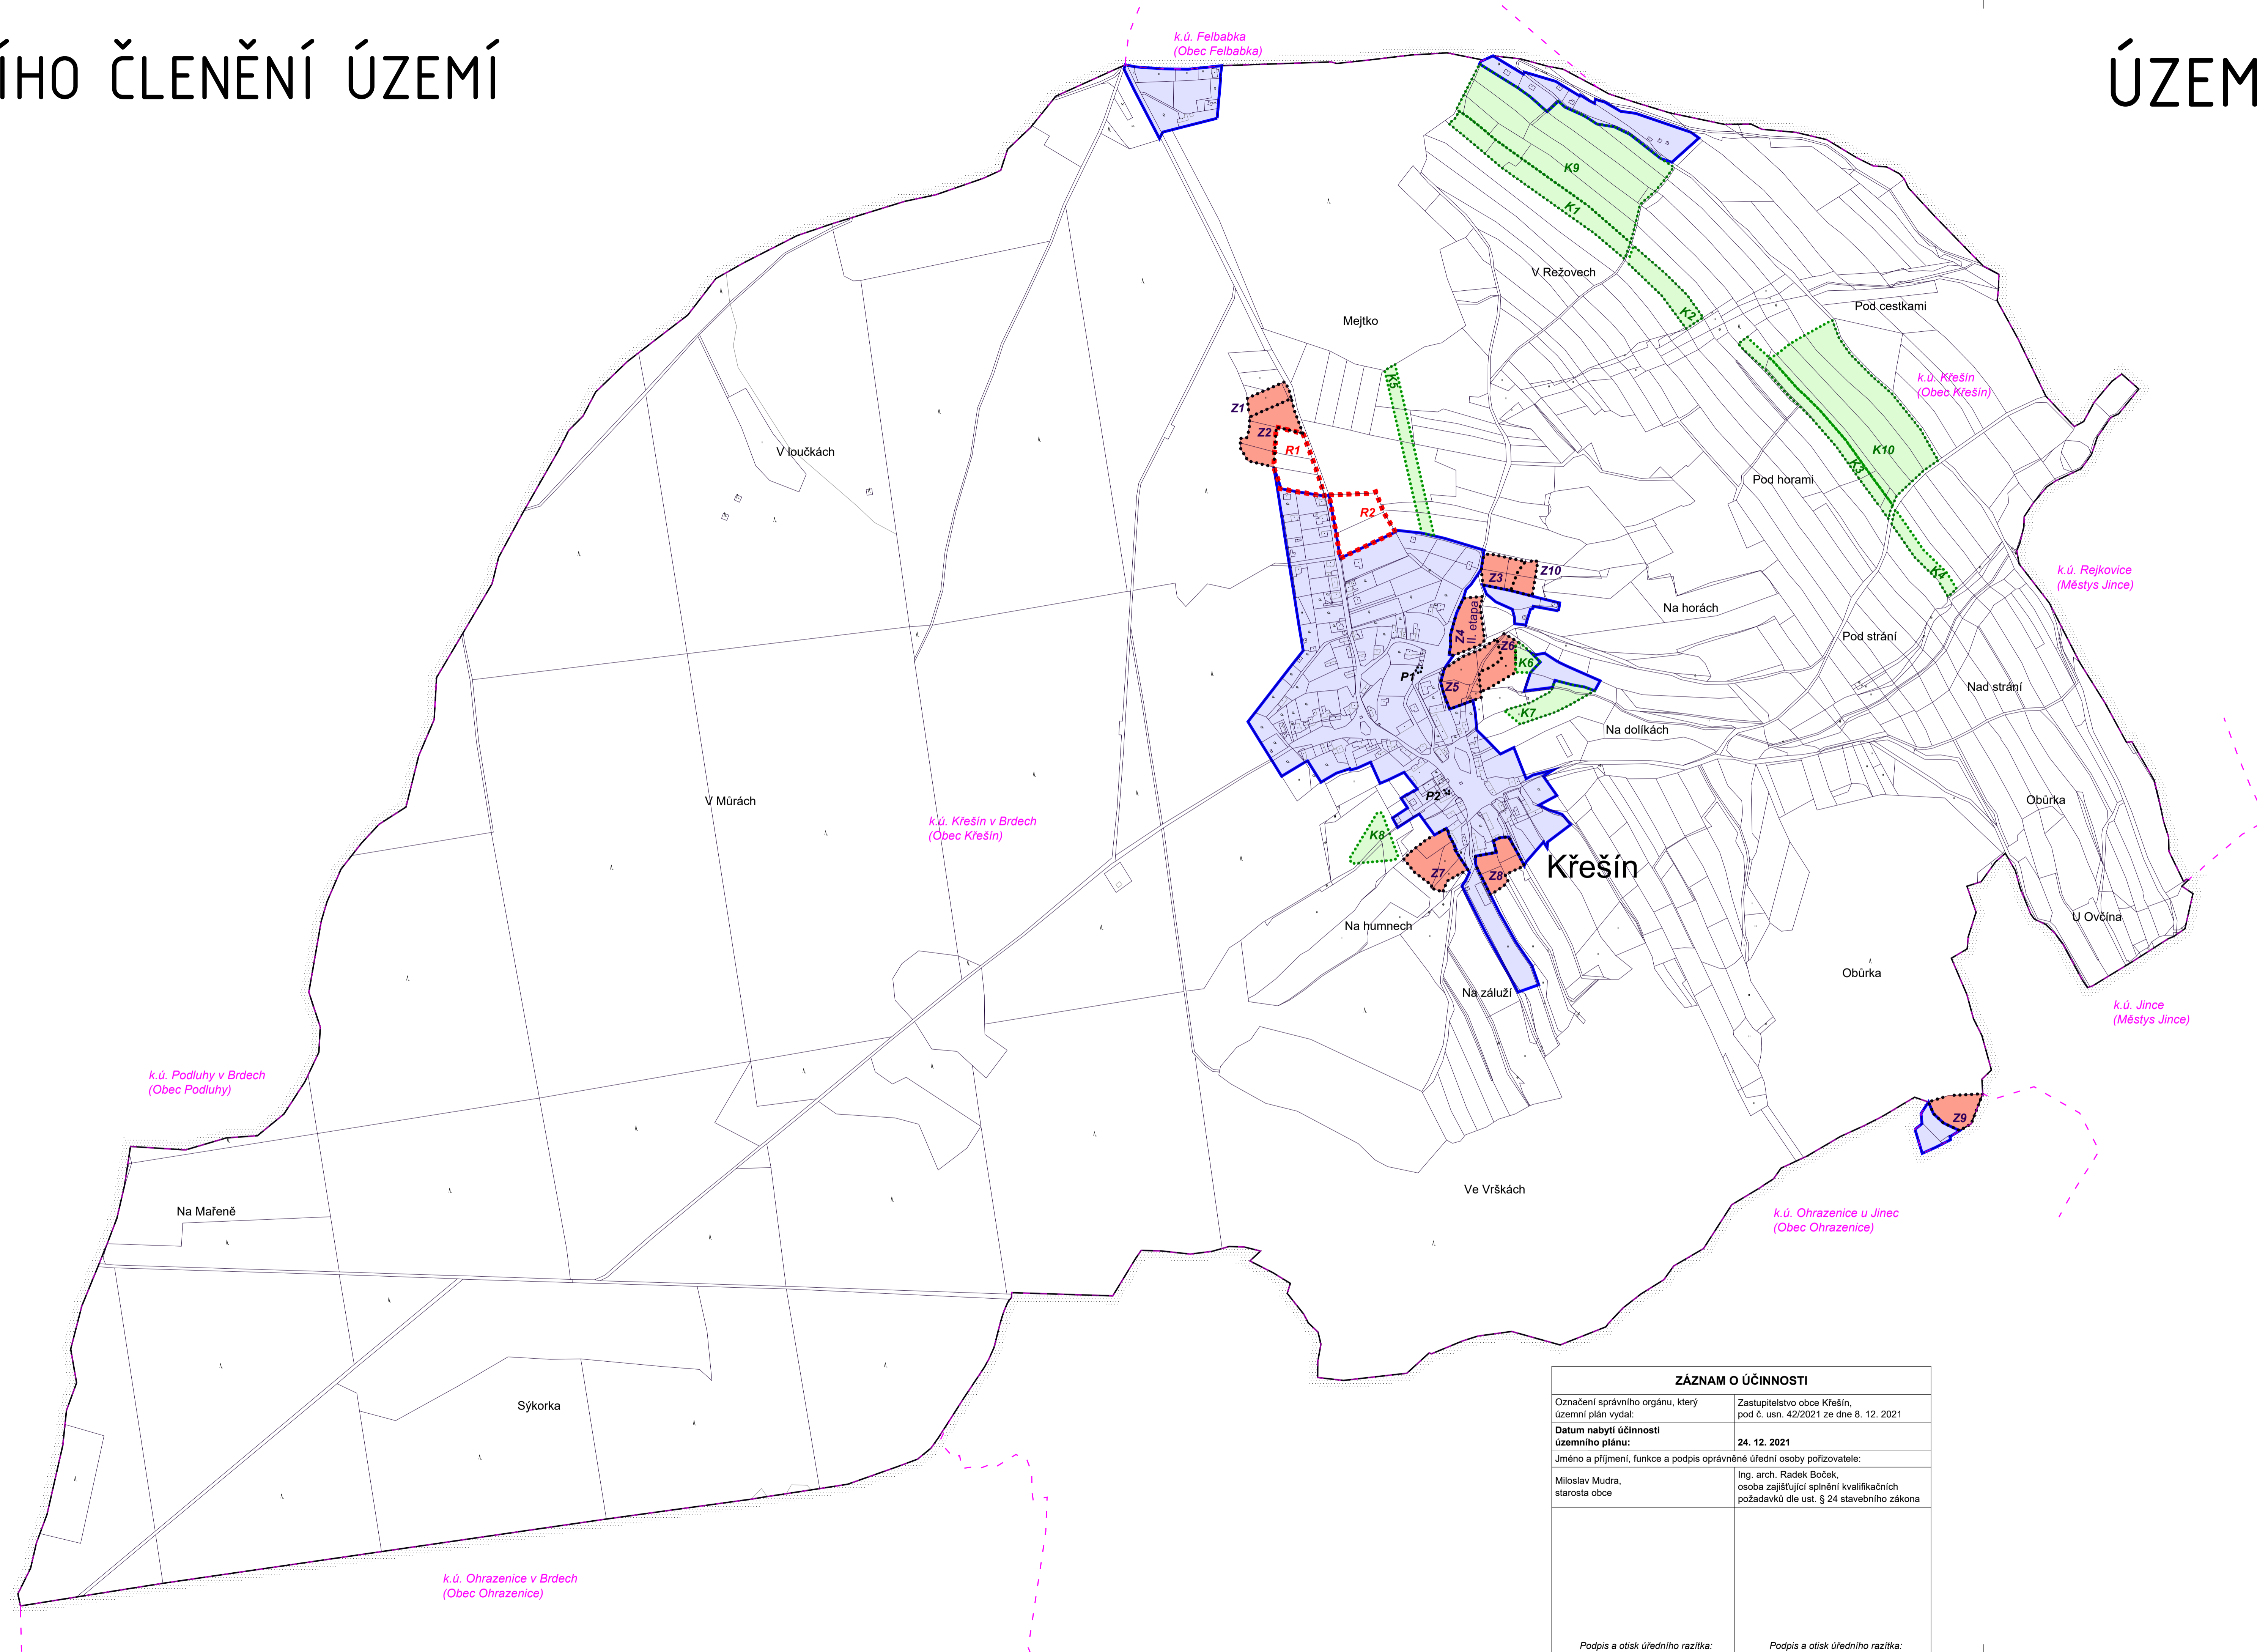 ÍHO ČLENĚNÍ ÚZEMÍ
ÚZEM
k.ú. Felbabka
(Obec Felbabka)
K9
K1
V Režovech
K2
Pod cestkami
Mejtko
k.ú. Křešín
(Obec Křešín)
K5
Z1
Z2
R1
K10
K3
V loučkách
Pod horami
R2
Z3
Z10
K4
k.ú. Rejkovice
(Městys Jince)
Na horách
Z4
II. etapa
Pod strání
Z6
K6
P1
Z5
Nad strání
K7
Na dolíkách
V Můrách
P2
Obůrka
k.ú. Křešín v Brdech
(Obec Křešín)
K8
Z7
Z8
Křešín
U Ovčína
Na humnech
Obůrka
Na záluží
k.ú. Jince
(Městys Jince)
k.ú. Podluhy v Brdech
(Obec Podluhy)
Z9
Ve Vrškách
Na Mařeně
k.ú. Ohrazenice u Jinec
(Obec Ohrazenice)
Sýkorka
k.ú. Ohrazenice v Brdech
(Obec Ohrazenice)
ZÁZNAM O ÚČINNOSTI
Označení správního orgánu, který
územní plán vydal:
Zastupitelstvo obce Křešín,
pod č. usn. 42/2021 ze dne 8. 12. 2021
Datum nabytí účinnosti
územního plánu:
24. 12. 2021
Jméno a příjmení, funkce a podpis oprávněné úřední osoby pořizovatele:
Miloslav Mudra,
starosta obce
Ing. arch. Radek Boček,
osoba zajišťující splnění kvalifikačních
požadavků dle ust. § 24 stavebního zákona
Podpis a otisk úředního razítka:
Podpis a otisk úředního razítka: